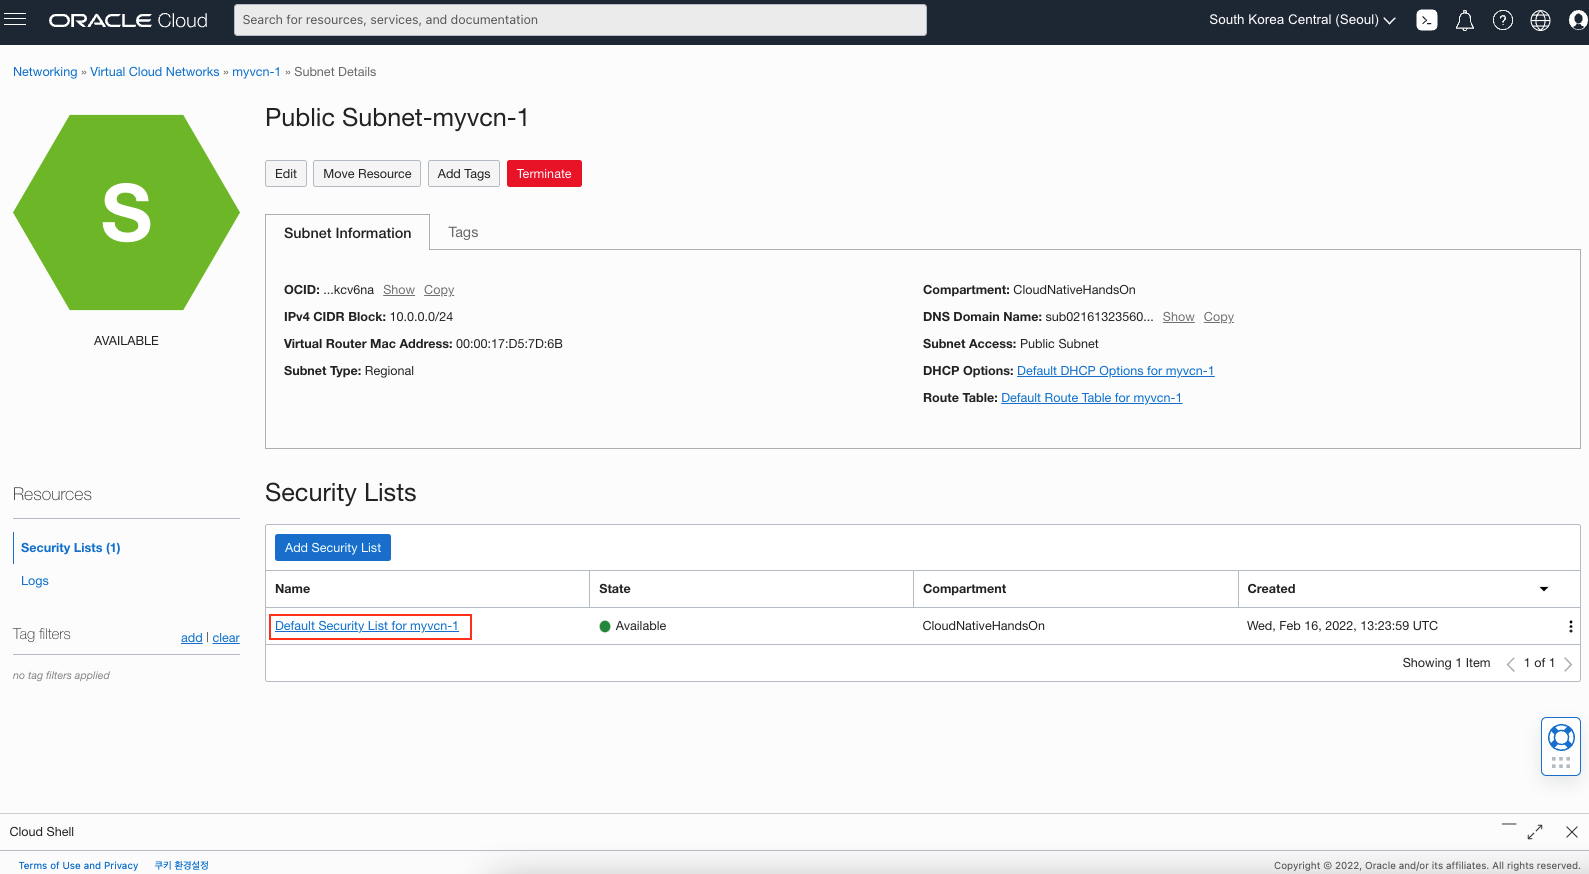 ORACLE Cloud
Search for resources, services, and documentation
South Korea Central (Seoul)
Networking » Virtual Cloud Networks » myvcn-1 » Subnet Details
S
AVAILABLE
Public Subnet-myvcn-1
Edit
Move Resource
Add Tags
Terminate
Subnet Information
Tags
OCID: ...kcv6na Show Copy
IPv4 CIDR Block: 10.0.0.0/24
Virtual Router Mac Address: 00:00:17:D5:7D:6B
Subnet Type: Regional
Compartment: CloudNativeHandsOn
DNS Domain Name: sub02161323560... Show Copy
Subnet Access: Public Subnet
DHCP Options: Default DHCP Options for myvcn-1
Route Table: Default Route Table for myvcn-1
Resources
Security Lists (1)
Logs
Tag filters
add | clear
no tag filters applied
Security Lists
Add Security List
Name State Compartment Created
Default Security List for myvcn-1 Available CloudNativeHandsOn Wed, Feb 16, 2022, 13:23:59 UTC
Showing 1 Item 1 of 1
Cloud Shell
Terms of Use and Privacy 쿠키 환경설정
Copyright © 2022, Oracle and/or its affiliates. All rights reserved.